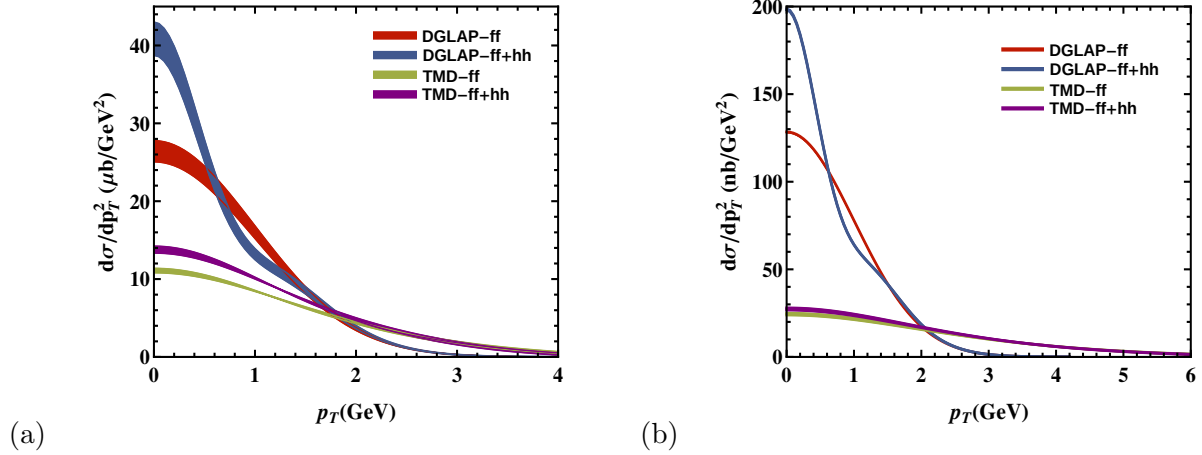 DGLAP-ff
DGLAP-ff+hh
TMD-ff
TMD-ff+hh
dσ/dp_T^2 (μb/GeV^2)
40
30
20
10
0
0 1 2 3 4
p_T(GeV)
(a)
DGLAP-ff
DGLAP-ff+hh
TMD-ff
TMD-ff+hh
dσ/dp_T^2 (nb/GeV^2)
200
150
100
50
0
0 1 2 3 4 5 6
p_T(GeV)
(b)